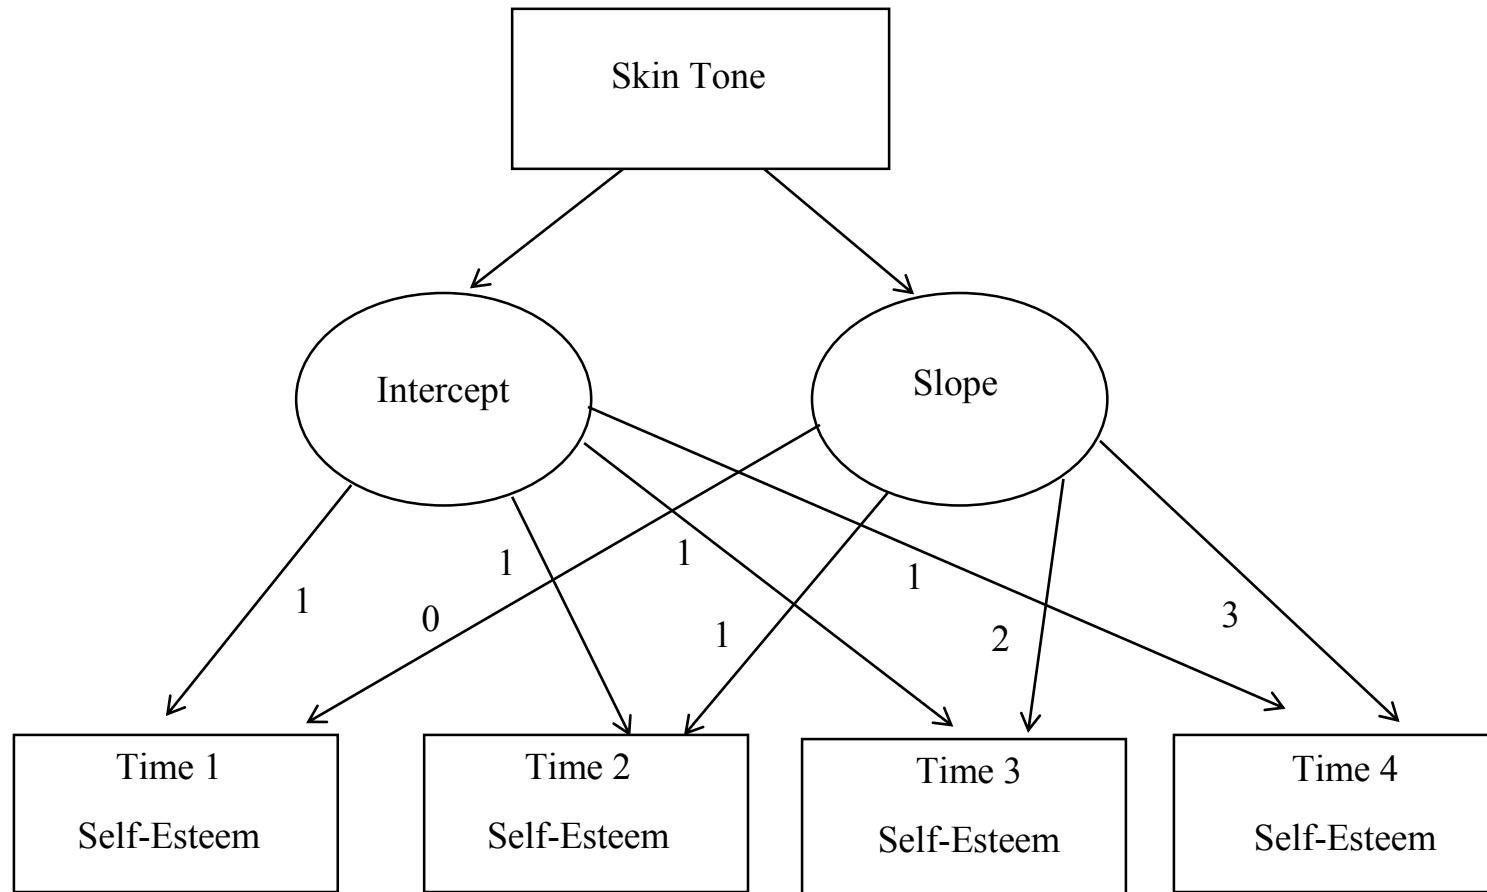 Skin Tone
Intercept
Slope
1
1
0
1
1
1
2
3
Time 1
Self-Esteem
Time 2
Self-Esteem
Time 3
Self-Esteem
Time 4
Self-Esteem